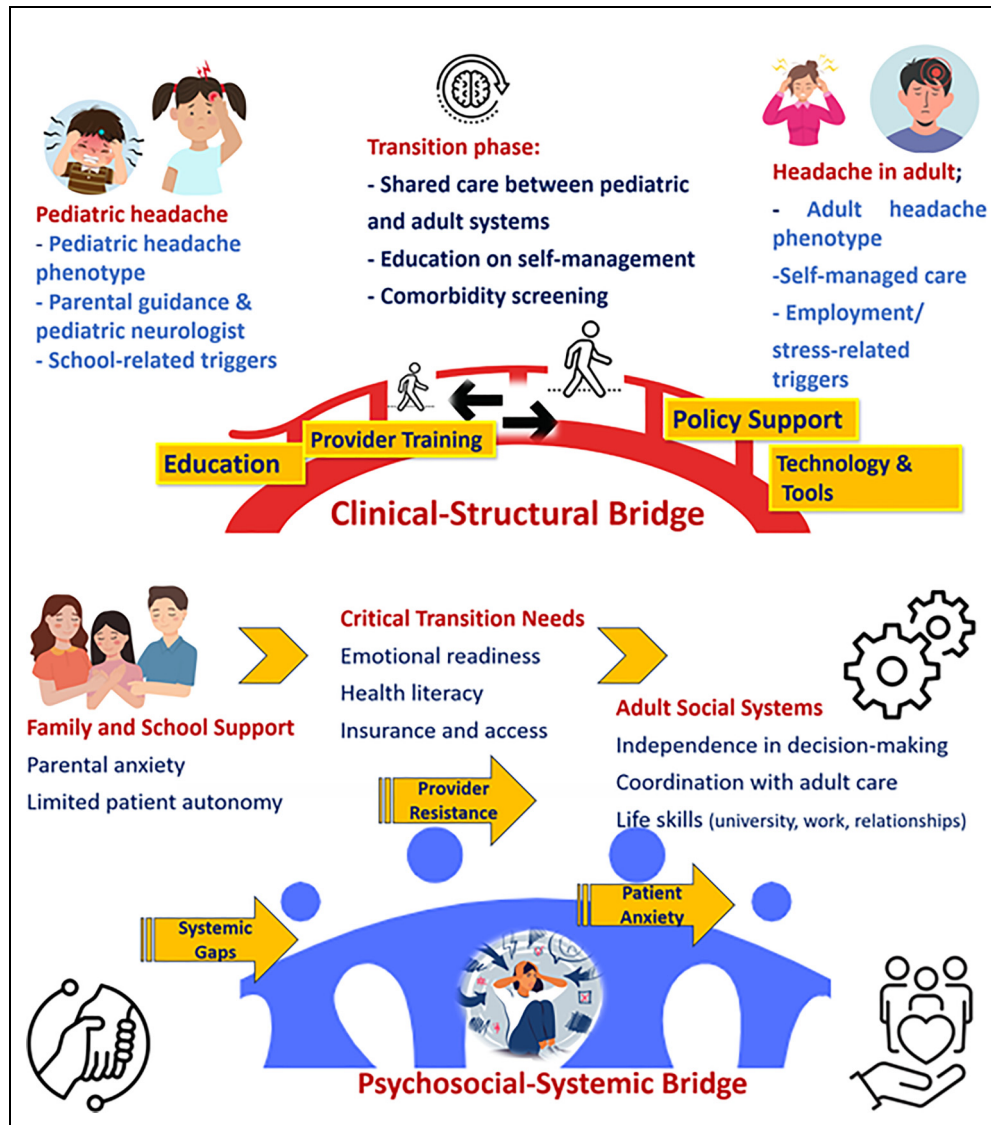 Pediatric headache
- Pediatric headache
phenotype
- Parental guidance &
pediatric neurologist
- School-related triggers
Transition phase:
- Shared care between pediatric
and adult systems
- Education on self-management
- Comorbidity screening
Headache in adult;
- Adult headache
phenotype
-Self-managed care
- Employment/
stress-related
triggers
Education
Provider Training
Policy Support
Technology &
Tools
Clinical-Structural Bridge
Family and School Support
Parental anxiety
Limited patient autonomy
Critical Transition Needs
Emotional readiness
Health literacy
Insurance and access
Adult Social Systems
Independence in decision-making
Coordination with adult care
Life skills (university, work, relationships)
Systemic
Gaps
Provider
Resistance
Patient
Anxiety
Psychosocial-Systemic Bridge